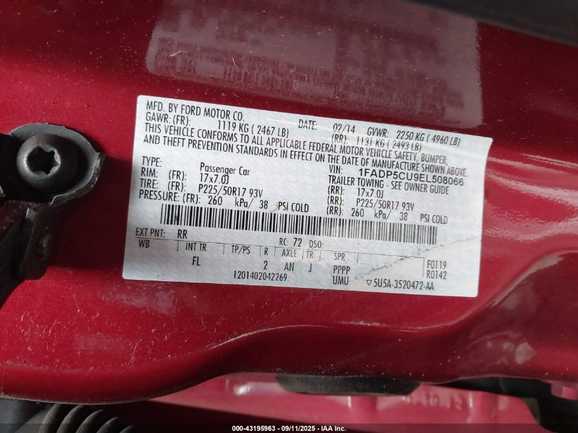 MFD. BY FORD MOTOR CO. DATE: 02/14 GVWR: 2250 KG ( 4960 LB)
GAWR: (FR): 1119 KG ( 2467 LB) (RR): 1131 KG ( 2493 LB)
THIS VEHICLE CONFORMS TO ALL APPLICABLE FEDERAL MOTOR VEHICLE SAFETY, BUMPER,
AND THEFT PREVENTION STANDARDS IN EFFECT ON THE DATE OF MANUFACTURE SHOWN ABOVE.
VIN: 1FADP5CU9EL508066
TYPE: Passenger Car TRAILER TOWING - SEE OWNER GUIDE
RIM: (FR): 17x7.0J (RR): 17x7.0J
TIRE: (FR): P225/50R17 93V (RR): P225/50R17 93V
PRESSURE: (FR): 260 kPa/ 38 PSI COLD (RR): 260 kPa/ 38 PSI COLD
EXT PNT: RR RC: 72 DSO:
WB INT TR TP/PS R AXLE TR SPR F0119
FL 2 AN J PPPP R0142
1201402042269 UMU ▽5U5A-3520472-AA
000-43195963 - 09/11/2025 - IAAI.COM